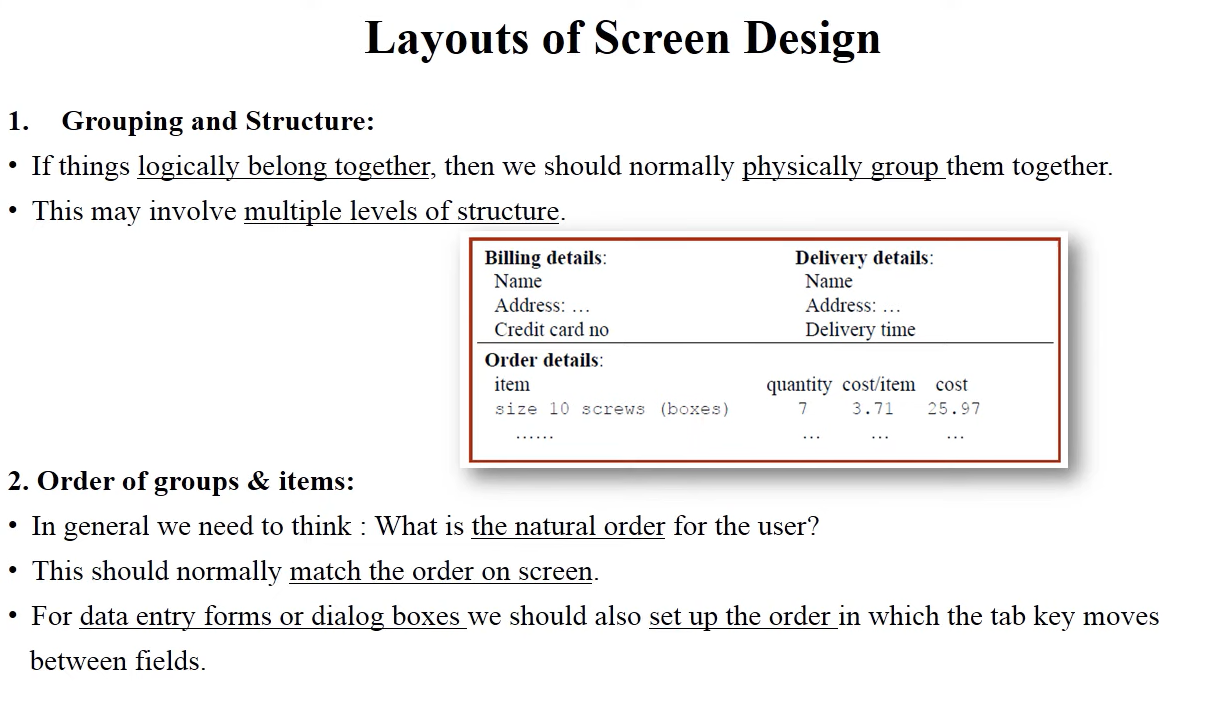 Layouts of Screen Design
1. Grouping and Structure:
• If things logically belong together, then we should normally physically group them together.
• This may involve multiple levels of structure.
Billing details: Delivery details:
Name Name
Address: … Address: …
Credit card no Delivery time
Order details:
item quantity cost/item cost
size 10 screws (boxes) 7 3.71 25.97
…… … … …
2. Order of groups & items:
• In general we need to think : What is the natural order for the user?
• This should normally match the order on screen.
• For data entry forms or dialog boxes we should also set up the order in which the tab key moves
between fields.